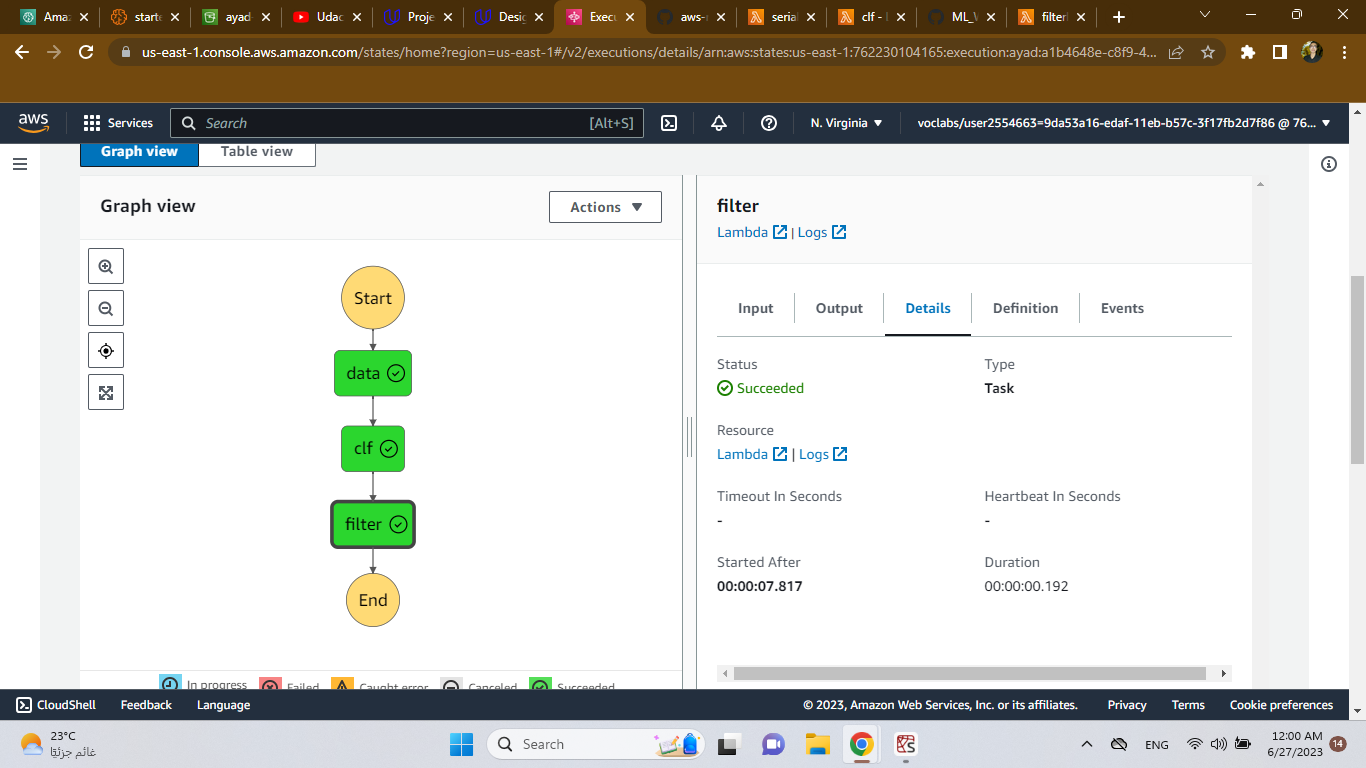 Amaz
starte
ayad-
Udac
Proje
Desig
Execu
aws-s
serial
clf - L
ML_W
filterl
us-east-1.console.aws.amazon.com/states/home?region=us-east-1#/v2/executions/details/arn:aws:states:us-east-1:762230104165:execution:ayad:a1b4648e-c8f9-4...
aws
Services
Search
[Alt+S]
N. Virginia
voclabs/user2554663=9da53a16-edaf-11eb-b57c-3f17fb2d7f86 @ 76...
Graph view
Table view
Graph view
Actions
Start
data
clf
filter
End
In progress
Failed
Caught error
Canceled
Succeeded
filter
Lambda | Logs
Input
Output
Details
Definition
Events
Status
Succeeded
Type
Task
Resource
Lambda | Logs
Timeout In Seconds
-
Heartbeat In Seconds
-
Started After
00:00:07.817
Duration
00:00:00.192
CloudShell
Feedback
Language
© 2023, Amazon Web Services, Inc. or its affiliates.
Privacy
Terms
Cookie preferences
23°C
غائم جزئيًا
Search
ENG
12:00 AM
6/27/2023
14